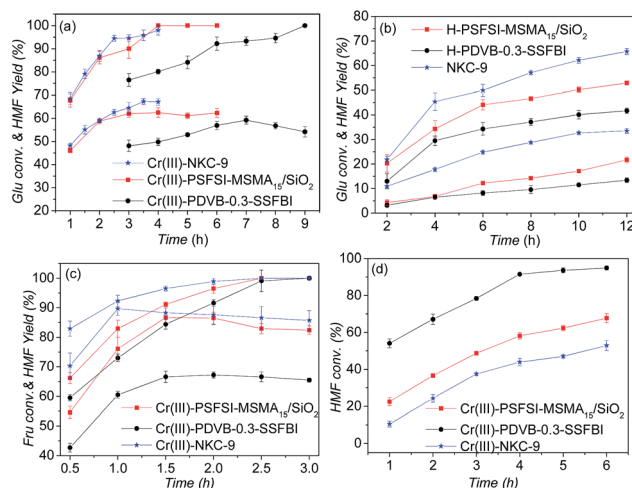 (a)
Glu conv. & HMF Yield (%)
100
90
80
70
60
50
40
30
20
Cr(III)-NKC-9
Cr(III)-PSFSI-MSMA15/SiO2
Cr(III)-PDVB-0.3-SSFBI
1 2 3 4 5 6 7 8 9
Time (h)
(b)
Glu conv. & HMF Yield (%)
80
70
60
50
40
30
20
10
0
H-PSFSI-MSMA15/SiO2
H-PDVB-0.3-SSFBI
NKC-9
2 4 6 8 10 12
Time (h)
(c)
Fru conv.& HMF Yield (%)
100
90
80
70
60
50
40
Cr(III)-PSFSI-MSMA15/SiO2
Cr(III)-PDVB-0.3-SSFBI
Cr(III)-NKC-9
0.5 1.0 1.5 2.0 2.5 3.0
Time (h)
(d)
HMF conv. (%)
100
80
60
40
20
0
Cr(III)-PSFSI-MSMA15/SiO2
Cr(III)-PDVB-0.3-SSFBI
Cr(III)-NKC-9
1 2 3 4 5 6
Time (h)